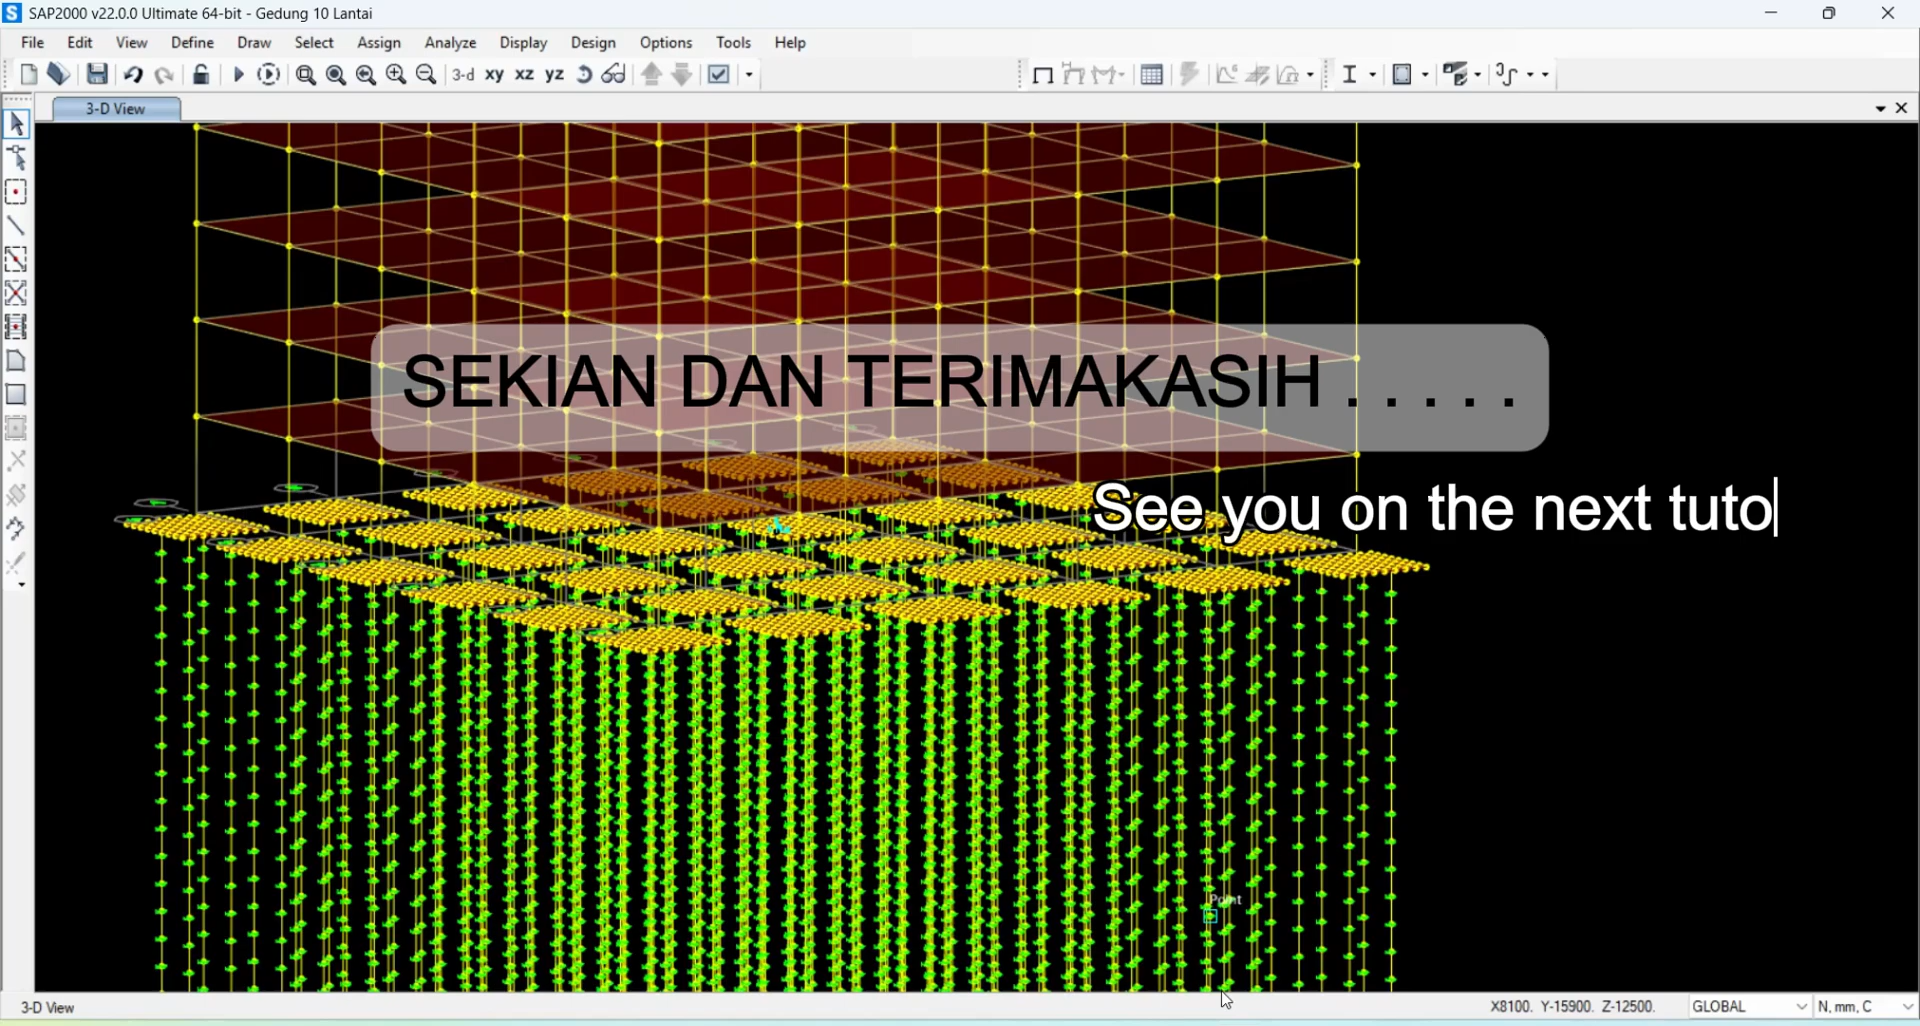 SAP2000 v22.0.0 Ultimate 64-bit - Gedung 10 Lantai
File Edit View Define Draw Select Assign Analyze Display Design Options Tools Help
3-d xy xz yz
3-D View
SEKIAN DAN TERIMAKASIH . . . . .
See you on the next tuto
Point
3-D View X8100. Y-15900. Z-12500. GLOBAL N, mm, C